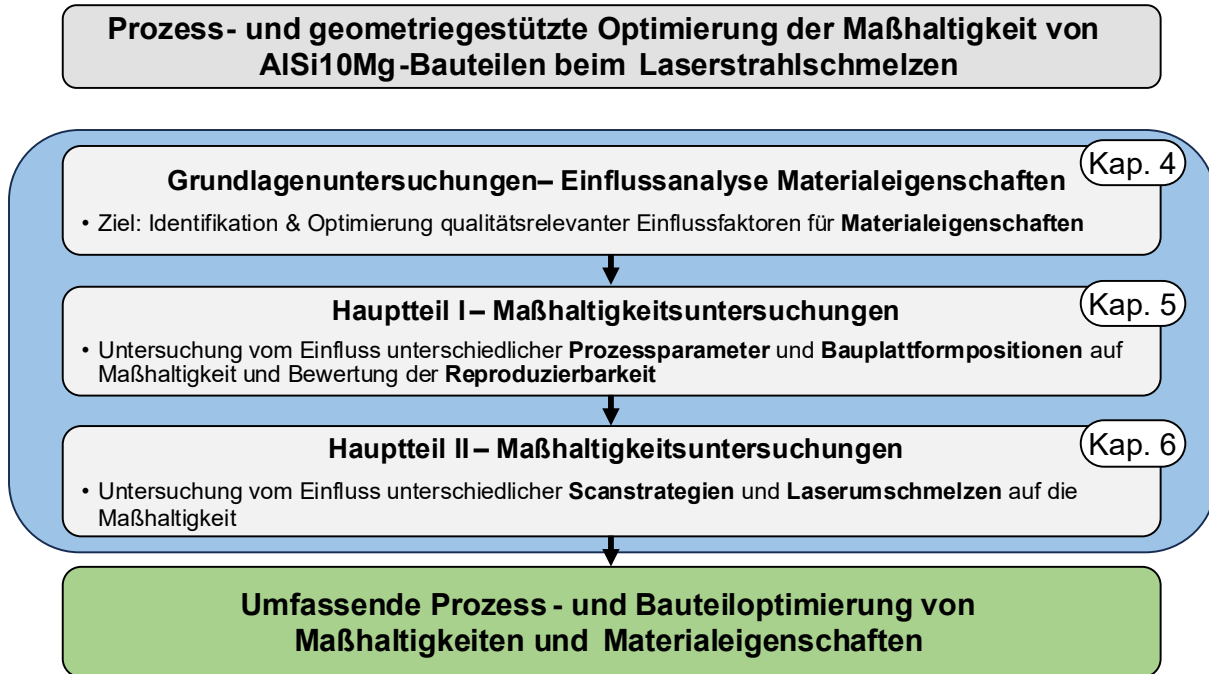 Prozess- und geometriegestützte Optimierung der Maßhaltigkeit von
AlSi10Mg-Bauteilen beim Laserstrahlschmelzen
Kap. 4
Grundlagenuntersuchungen– Einflussanalyse Materialeigenschaften
• Ziel: Identifikation & Optimierung qualitätsrelevanter Einflussfaktoren für Materialeigenschaften
Kap. 5
Hauptteil I – Maßhaltigkeitsuntersuchungen
• Untersuchung vom Einfluss unterschiedlicher Prozessparameter und Bauplattformpositionen auf
Maßhaltigkeit und Bewertung der Reproduzierbarkeit
Kap. 6
Hauptteil II – Maßhaltigkeitsuntersuchungen
• Untersuchung vom Einfluss unterschiedlicher Scanstrategien und Laserumschmelzen auf die
Maßhaltigkeit
Umfassende Prozess- und Bauteiloptimierung von
Maßhaltigkeiten und Materialeigenschaften